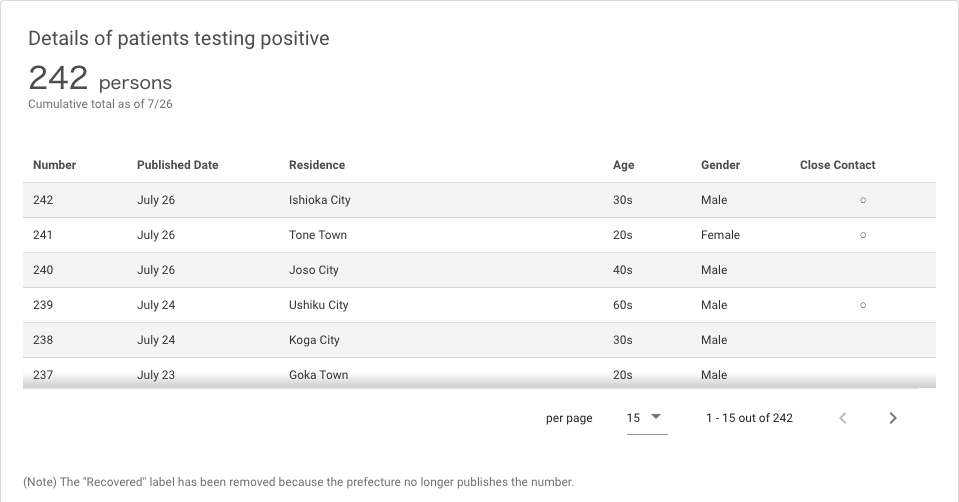 Details of patients testing positive
242 persons
Cumulative total as of 7/26
Number Published Date Residence Age Gender Close Contact
242 July 26 Ishioka City 30s Male ○
241 July 26 Tone Town 20s Female ○
240 July 26 Joso City 40s Male
239 July 24 Ushiku City 60s Male ○
238 July 24 Koga City 30s Male
237 July 23 Goka Town 20s Male
per page 15 1 - 15 out of 242
(Note) The "Recovered" label has been removed because the prefecture no longer publishes the number.